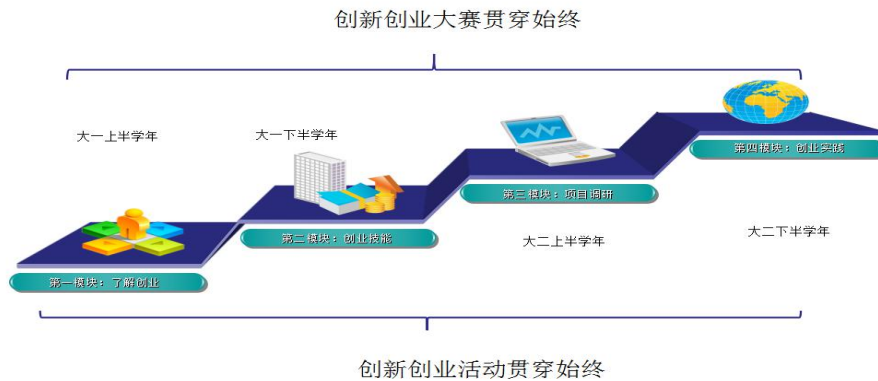 创新创业大赛贯穿始终
大一上半学年
大一下半学年
第四模块：创业实践
第三模块：项目调研
第二模块：创业技能
大二上半学年
大二下半学年
第一模块：了解创业
创新创业活动贯穿始终